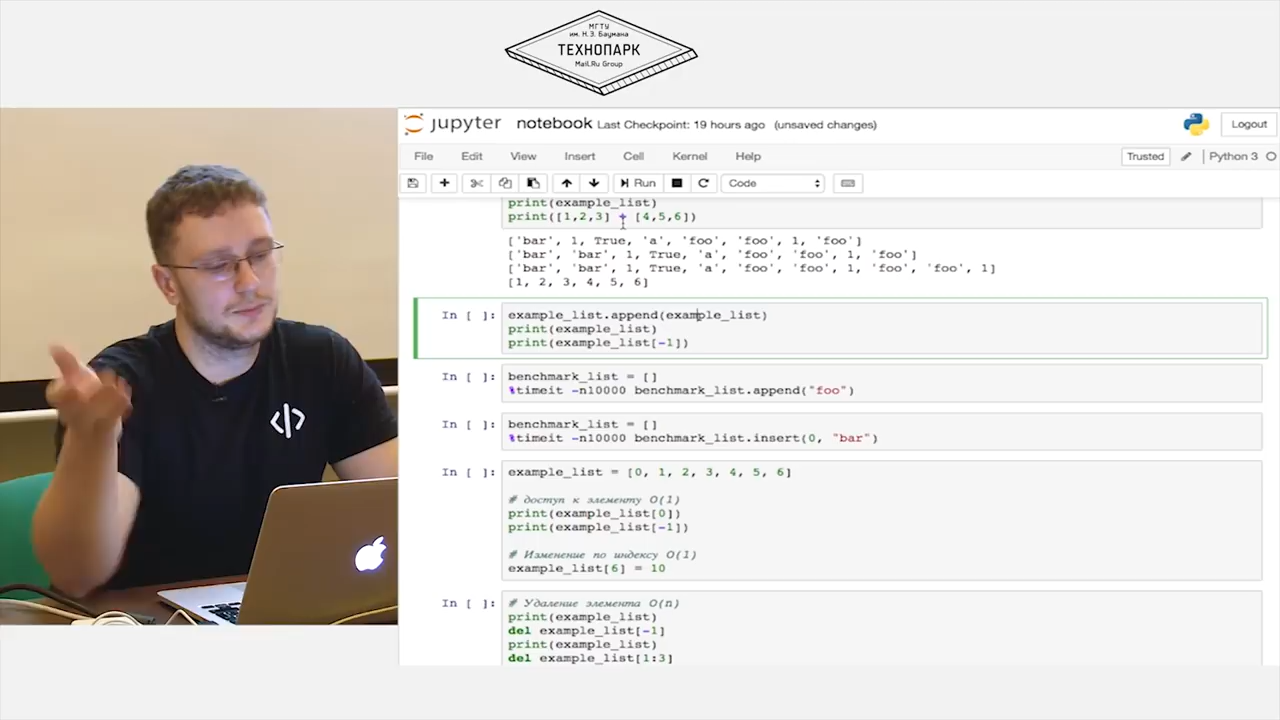 МГТУ
им. Н.Э. Баумана
ТЕХНОПАРК
Mail.Ru Group
jupyter notebook Last Checkpoint: 19 hours ago (unsaved changes)
Logout
File Edit View Insert Cell Kernel Help
Trusted Python 3
Run Code
print(example_list)
print([1,2,3] + [4,5,6])
['bar', 1, True, 'a', 'foo', 'foo', 1, 'foo']
['bar', 'bar', 1, True, 'a', 'foo', 'foo', 1, 'foo']
['bar', 'bar', 1, True, 'a', 'foo', 'foo', 1, 'foo', 'foo', 1]
[1, 2, 3, 4, 5, 6]
In [ ]: example_list.append(example_list)
print(example_list)
print(example_list[-1])
In [ ]: benchmark_list = []
%timeit -n10000 benchmark_list.append("foo")
In [ ]: benchmark_list = []
%timeit -n10000 benchmark_list.insert(0, "bar")
In [ ]: example_list = [0, 1, 2, 3, 4, 5, 6]
# доступ к элементу O(1)
print(example_list[0])
print(example_list[-1])
# Изменение по индексу O(1)
example_list[6] = 10
In [ ]: # Удаление элемента O(n)
print(example_list)
del example_list[-1]
print(example_list)
del example_list[1:3]